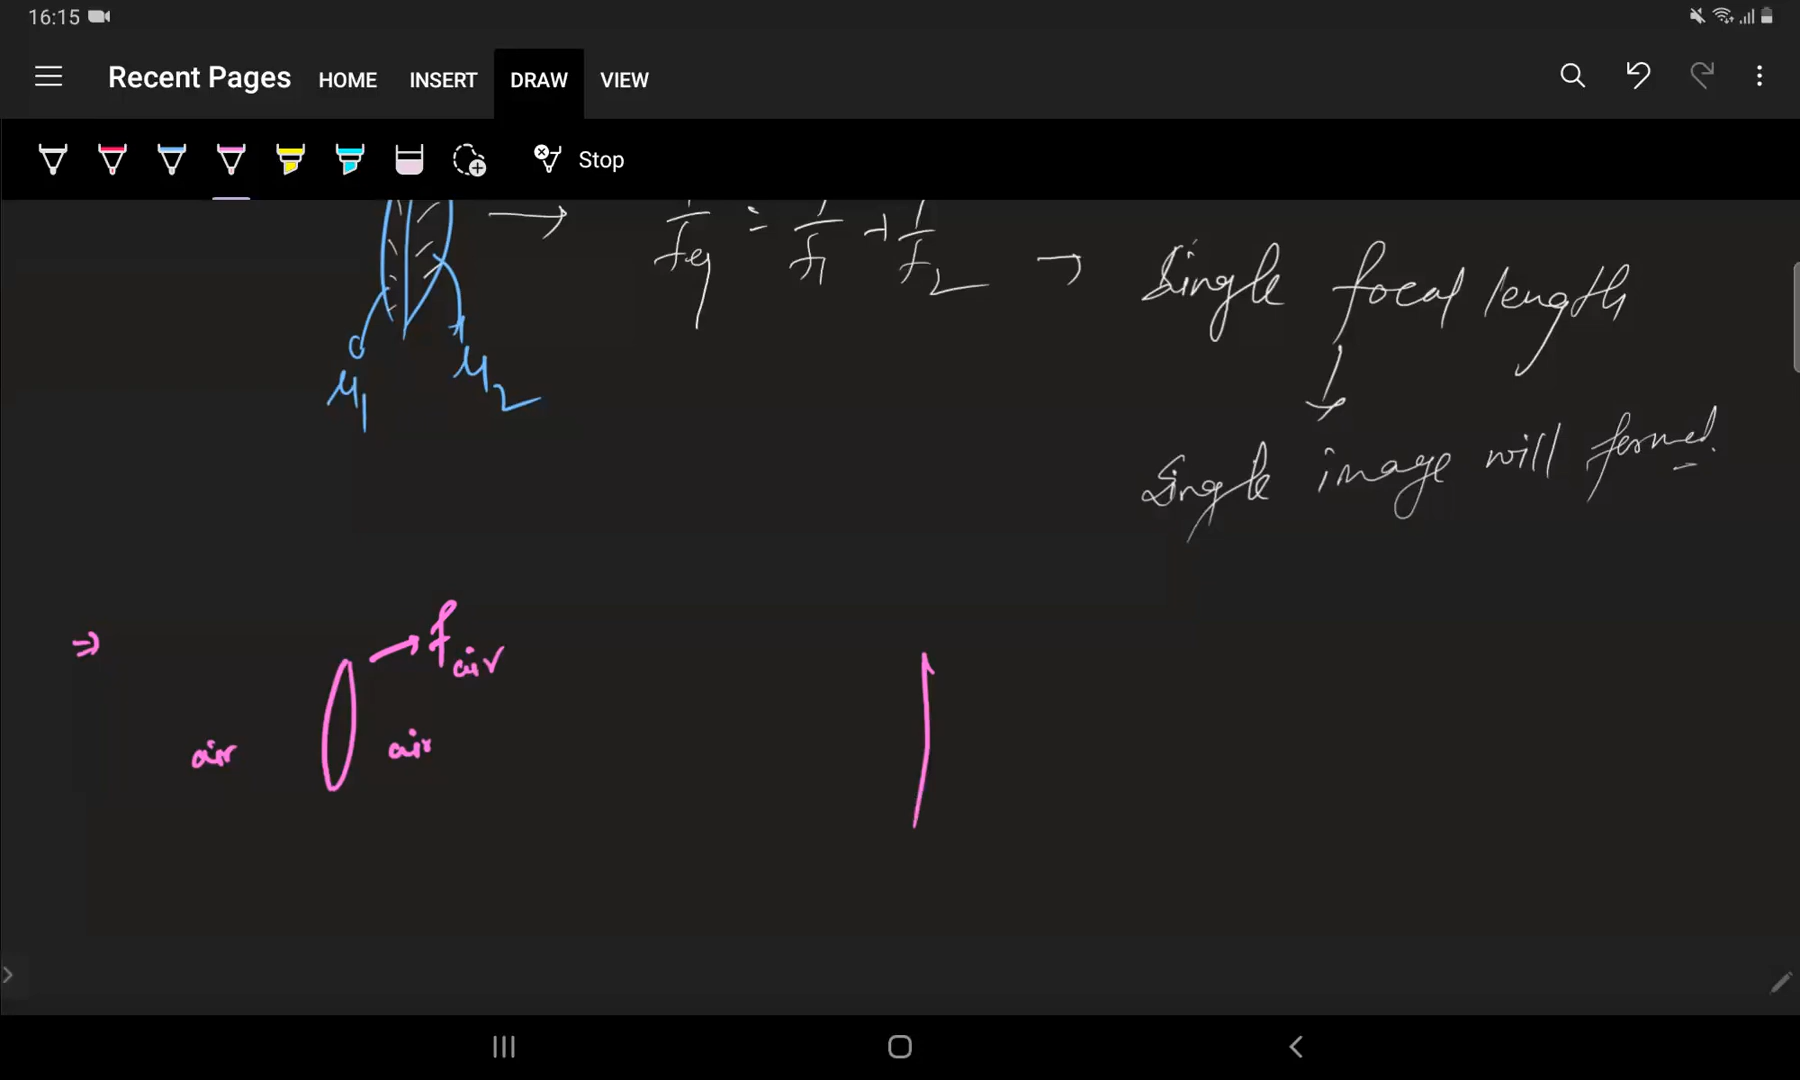 16:15
Recent Pages HOME INSERT DRAW VIEW
Stop
1/feq = 1/f1 + 1/f2 → Single focal length
μ1 μ2
Single image will formed.
⇒ → fair
air air